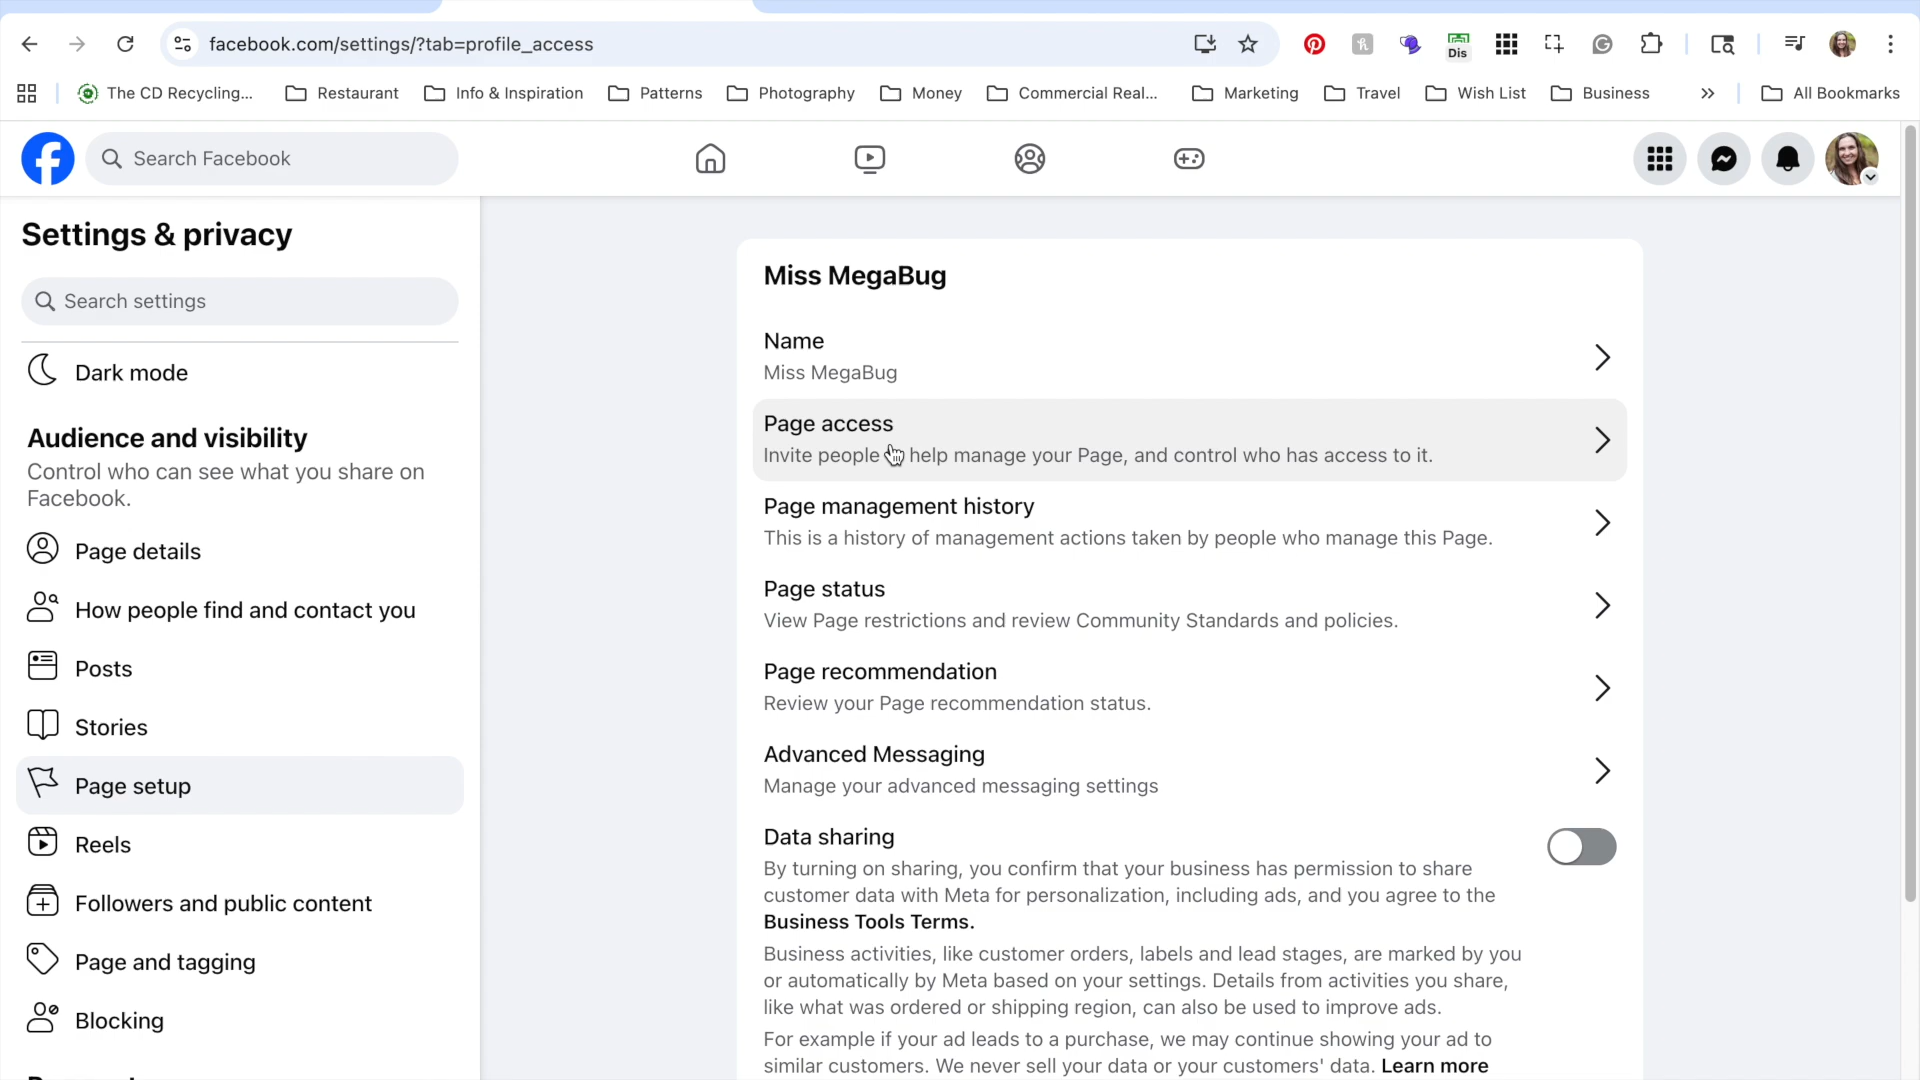 facebook.com/settings/?tab=profile_access
Dis
The CD Recycling...
Restaurant
Info & Inspiration
Patterns
Photography
Money
Commercial Real...
Marketing
Travel
Wish List
Business
All Bookmarks
Search Facebook
Settings & privacy
Search settings
Dark mode
Audience and visibility
Control who can see what you share on
Facebook.
Page details
How people find and contact you
Posts
Stories
Page setup
Reels
Followers and public content
Page and tagging
Blocking
Miss MegaBug
Name
Miss MegaBug
Page access
Invite people help manage your Page, and control who has access to it.
Page management history
This is a history of management actions taken by people who manage this Page.
Page status
View Page restrictions and review Community Standards and policies.
Page recommendation
Review your Page recommendation status.
Advanced Messaging
Manage your advanced messaging settings
Data sharing
By turning on sharing, you confirm that your business has permission to share
customer data with Meta for personalization, including ads, and you agree to the
Business Tools Terms.
Business activities, like customer orders, labels and lead stages, are marked by you
or automatically by Meta based on your settings. Details from activities you share,
like what was ordered or shipping region, can also be used to improve ads.
For example if your ad leads to a purchase, we may continue showing your ad to
similar customers. We never sell your data or your customers' data. Learn more